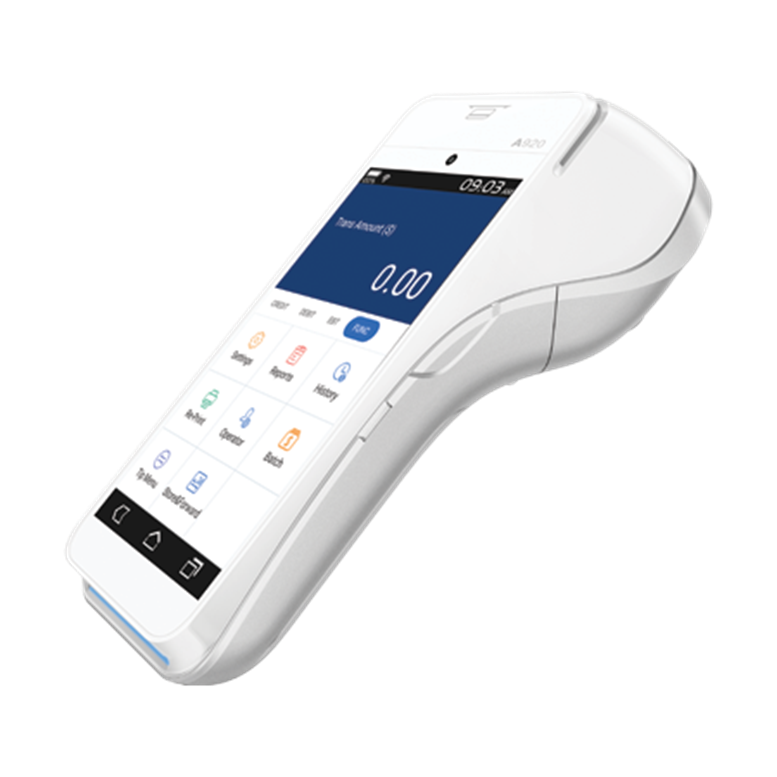 A920
09:03 AM
Trans Amount ($)
0.00
CREDIT DEBIT EBT FUNC
Settings Reports History
Re-Print Operator Batch
Tip Menu Store&Forward